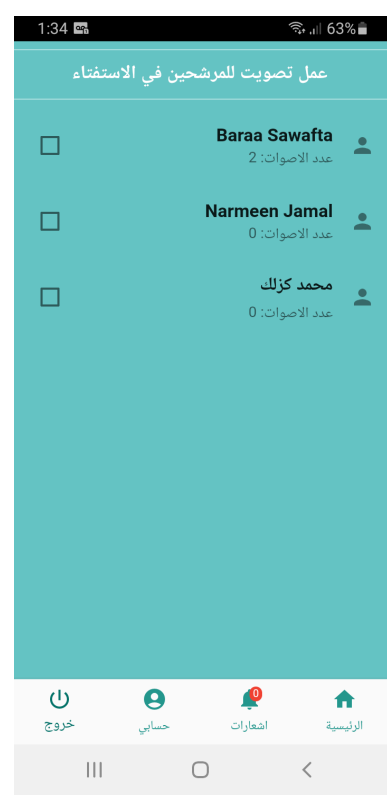 1:34 63%
عمل تصويت للمرشحين في الاستفتاء
Baraa Sawafta
عدد الاصوات: 2
Narmeen Jamal
عدد الاصوات: 0
محمد كزلك
عدد الاصوات: 0
0
الرئيسية اشعارات حسابي خروج